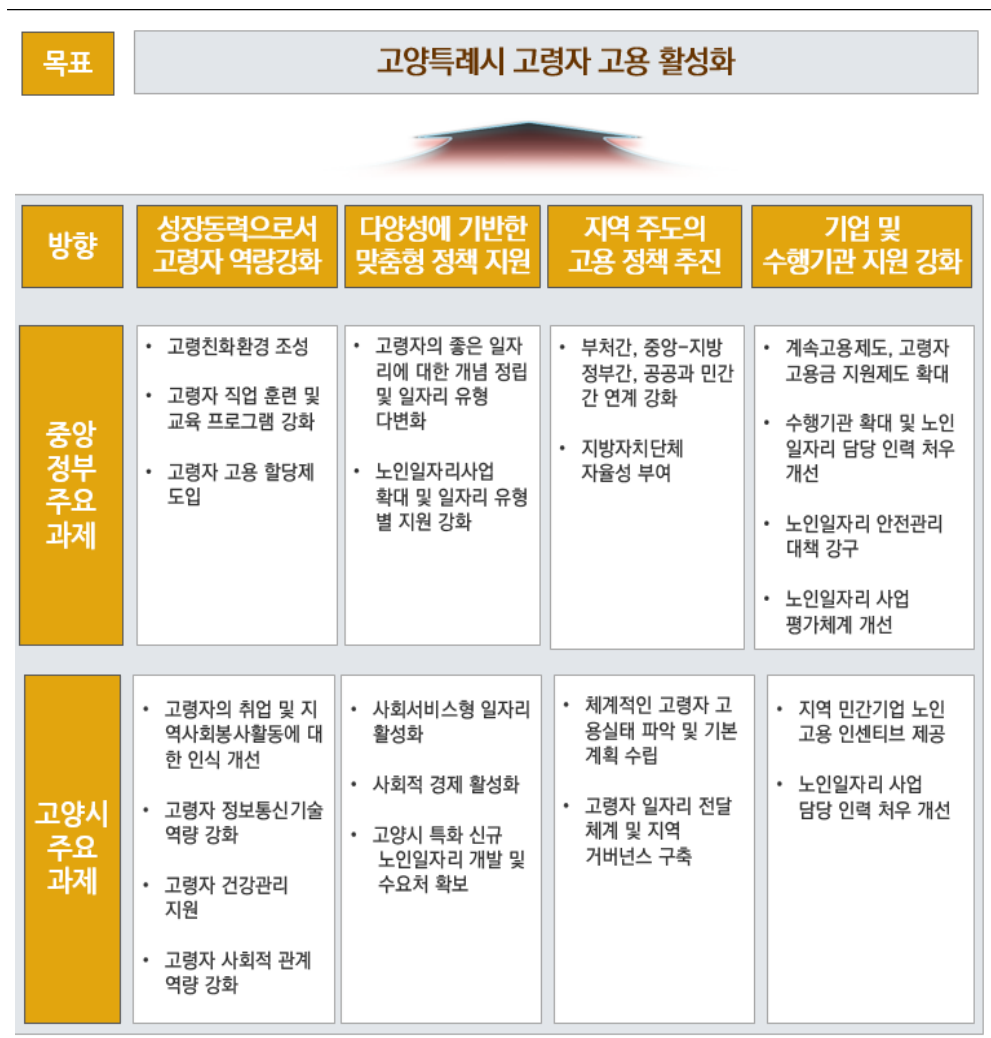 목표
고양특례시 고령자 고용 활성화
방향
성장동력으로서
고령자 역량강화
다양성에 기반한
맞춤형 정책 지원
지역 주도의
고용 정책 추진
기업 및
수행기관 지원 강화
중앙
정부
주요
과제
• 고령친화환경 조성
• 고령자 직업 훈련 및
교육 프로그램 강화
• 고령자 고용 할당제
도입
• 고령자의 좋은 일자
리에 대한 개념 정립
및 일자리 유형
다변화
• 노인일자리사업
확대 및 일자리 유형
별 지원 강화
• 부처간, 중앙-지방
정부간, 공공과 민간
간 연계 강화
• 지방자치단체
자율성 부여
• 계속고용제도, 고령자
고용금 지원제도 확대
• 수행기관 확대 및 노인
일자리 담당 인력 처우
개선
• 노인일자리 안전관리
대책 강구
• 노인일자리 사업
평가체계 개선
고양시
주요
과제
• 고령자의 취업 및 지
역사회봉사활동에 대
한 인식 개선
• 고령자 정보통신기술
역량 강화
• 고령자 건강관리
지원
• 고령자 사회적 관계
역량 강화
• 사회서비스형 일자리
활성화
• 사회적 경제 활성화
• 고양시 특화 신규
노인일자리 개발 및
수요처 확보
• 체계적인 고령자 고
용실태 파악 및 기본
계획 수립
• 고령자 일자리 전달
체계 및 지역
거버넌스 구축
• 지역 민간기업 노인
고용 인센티브 제공
• 노인일자리 사업
담당 인력 처우 개선